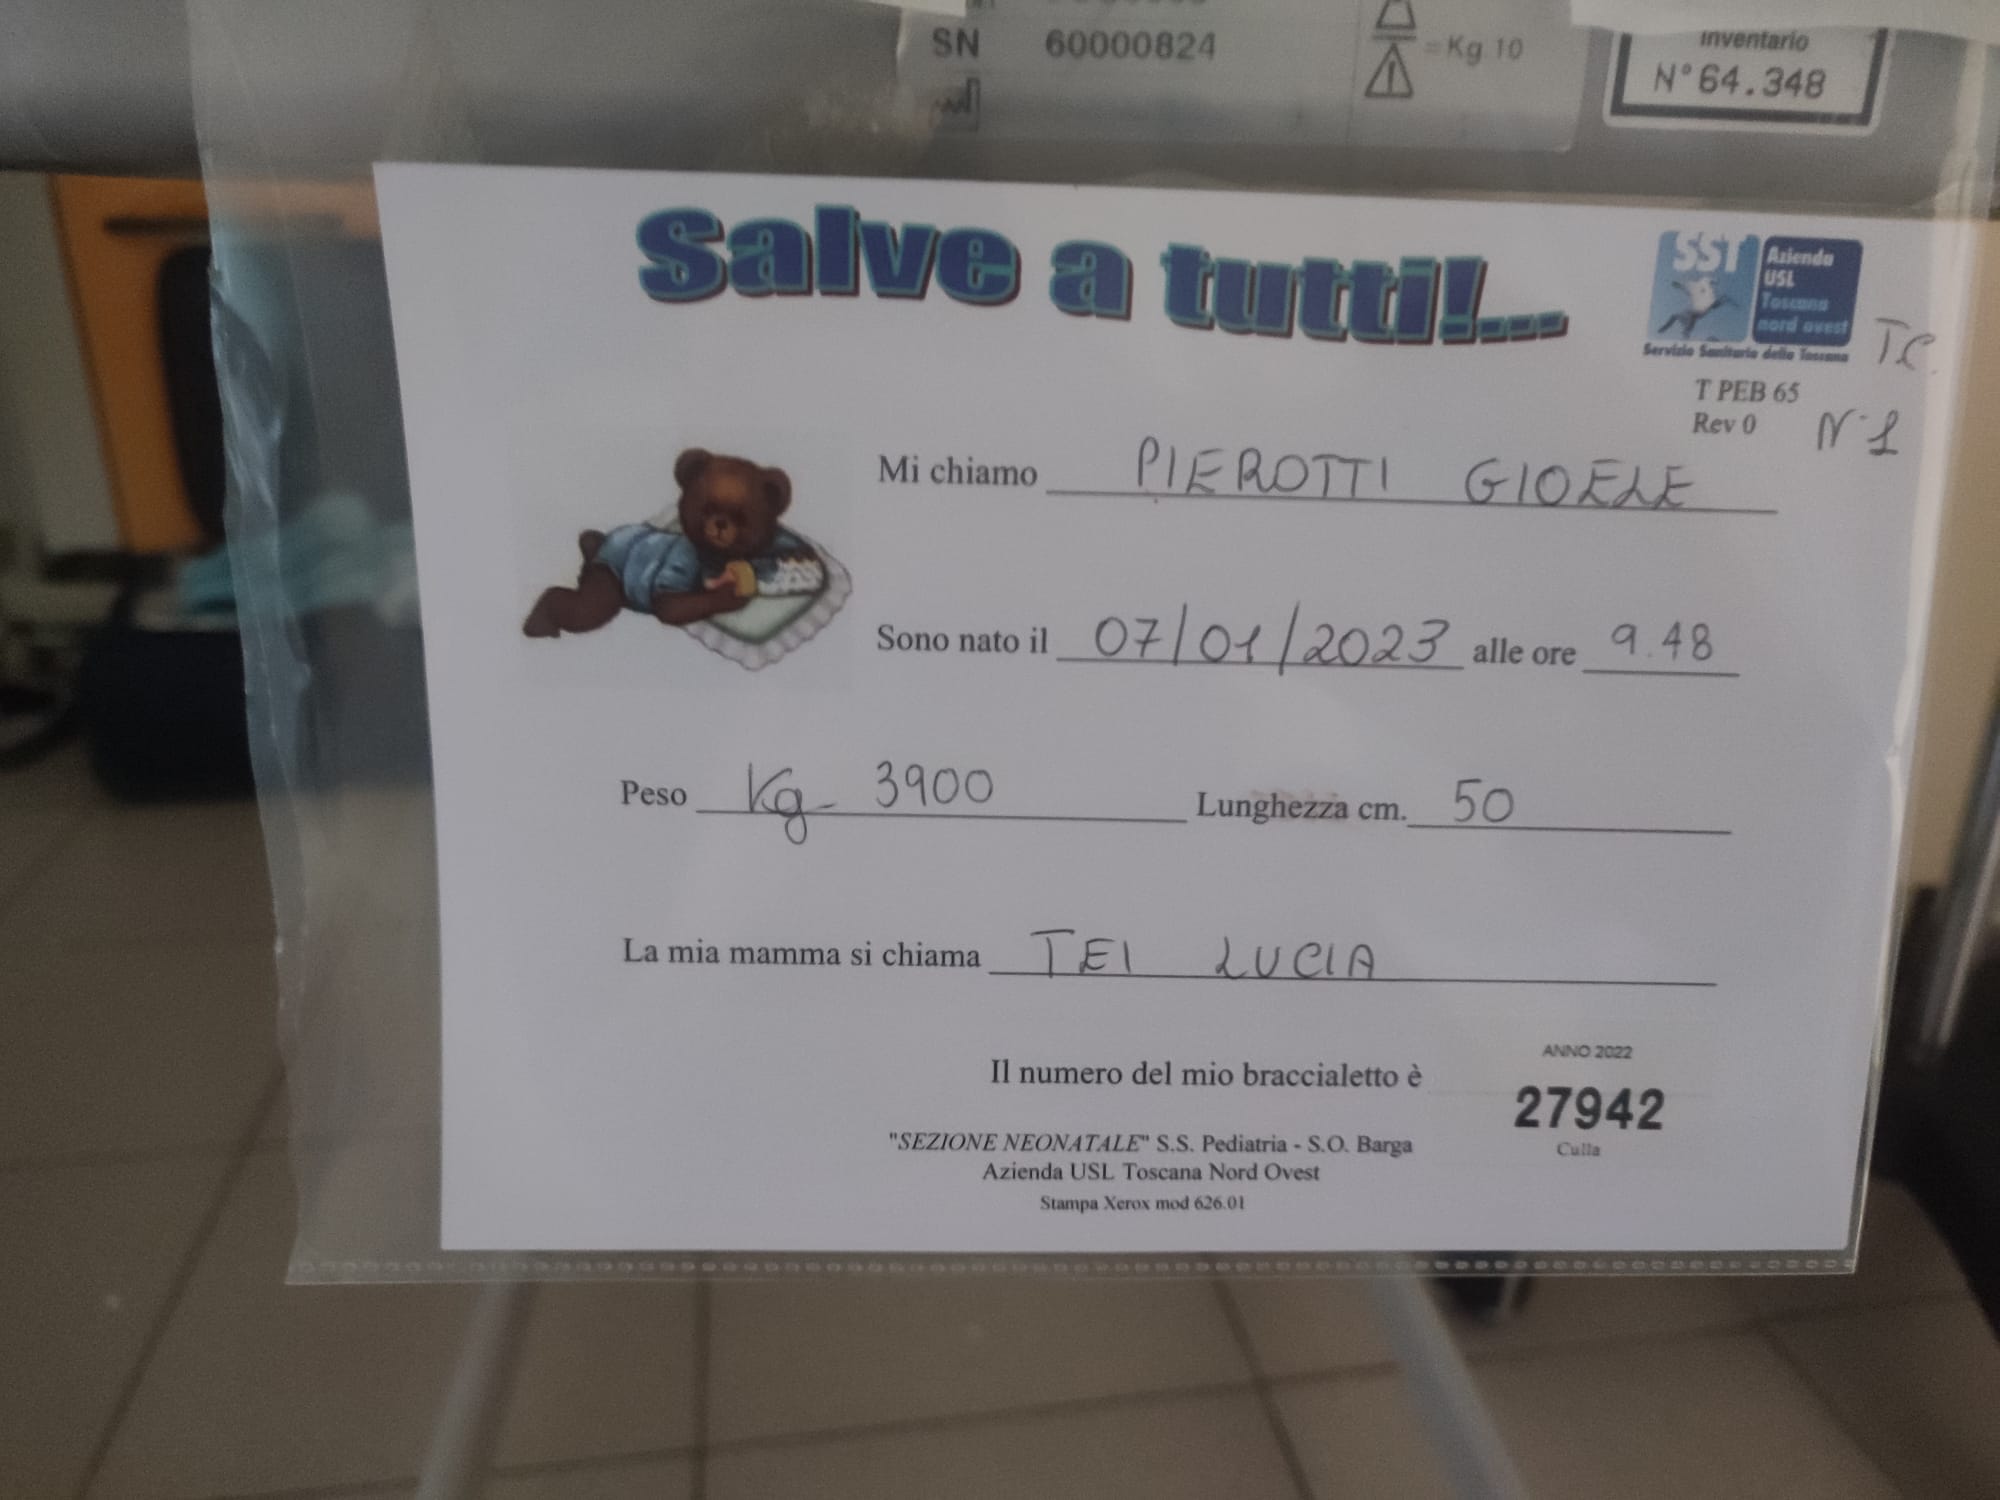 SN 60000824
=Kg 10
inventario
N° 64.348
Salve a tutti!...
SST Azienda
USL
Toscana
nord ovest
Servizio Sanitario della Toscana
TC
T PEB 65
Rev 0
N°1
Mi chiamo PIEROTTI GIOELE
Sono nato il 07/01/2023 alle ore 9.48
Peso Kg 3900 Lunghezza cm. 50
La mia mamma si chiama TEI LUCIA
ANNO 2022
Il numero del mio braccialetto è 27942
Culla
"SEZIONE NEONATALE" S.S. Pediatria - S.O. Barga
Azienda USL Toscana Nord Ovest
Stampa Xerox mod 626.01